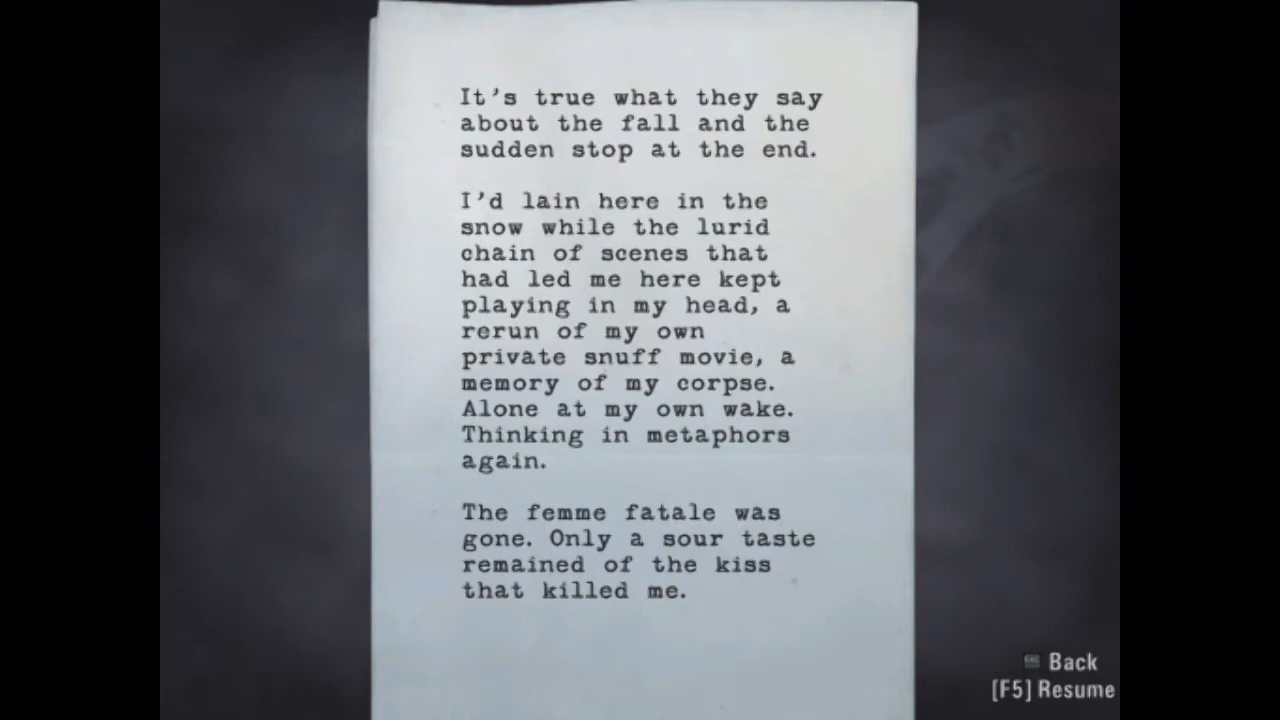 It's true what they say
about the fall and the
sudden stop at the end.
I'd lain here in the
snow while the lurid
chain of scenes that
had led me here kept
playing in my head, a
rerun of my own
private snuff movie, a
memory of my corpse.
Alone at my own wake.
Thinking in metaphors
again.
The femme fatale was
gone. Only a sour taste
remained of the kiss
that killed me.
Back
[F5] Resume